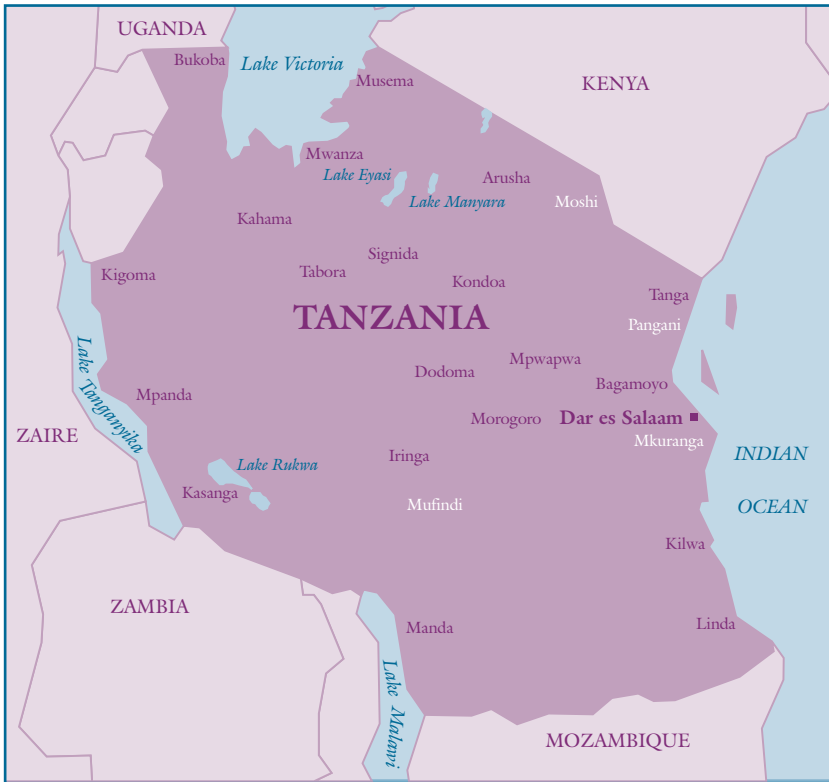 UGANDA
Bukoba
Lake Victoria
Musema
KENYA
Mwanza
Lake Eyasi
Arusha
Lake Manyara
Moshi
Kahama
Signida
Kigoma
Tabora
Kondoa
Tanga
TANZANIA
Pangani
Lake Tanganyika
Mpwapwa
Dodoma
Bagamoyo
Mpanda
Morogoro
Dar es Salaam
ZAIRE
Mkuranga
Iringa
INDIAN
Lake Rukwa
Kasanga
Mufindi
OCEAN
Kilwa
ZAMBIA
Manda
Linda
Lake Malawi
MOZAMBIQUE